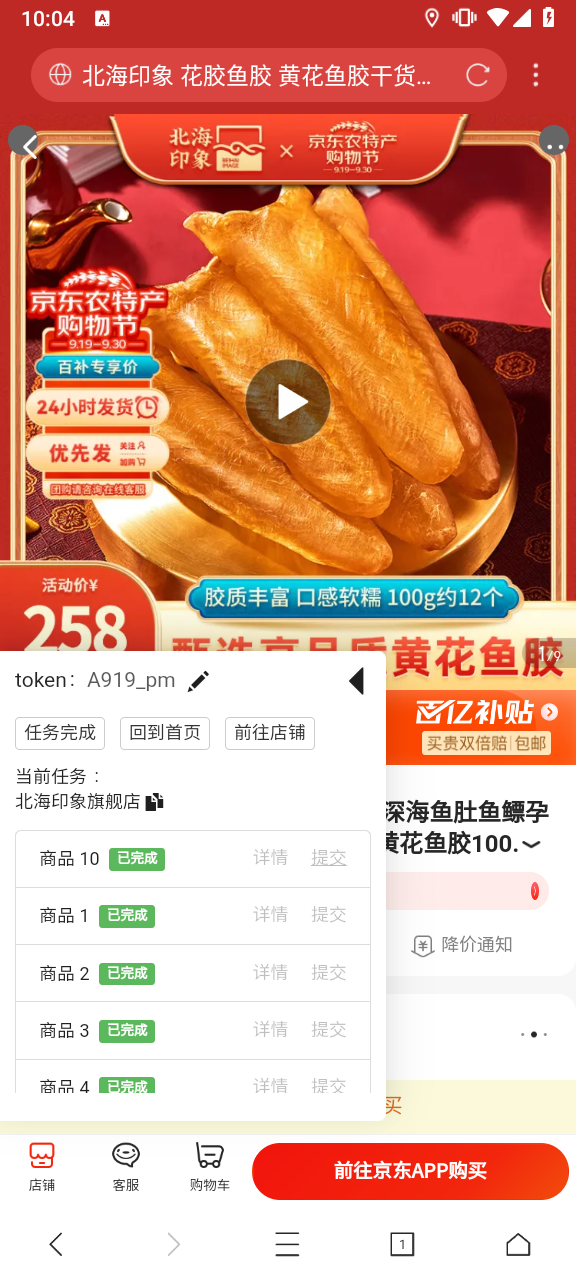 10:04
A
北海印象 花胶鱼胶 黄花鱼胶干货...
北海
印象
BEIHAI
IMAGE
×
京东农特产
购物节
9.19-9.30
京东农特产
购物节
9.19-9.30
百补专享价
24小时发货
优先发
关注
加购
团购请咨询在线客服
活动价¥
258
胶质丰富 口感软糯 100g约12个
甄选高品质黄花鱼胶
1/9
百亿补贴
买贵双倍赔 包邮
token: A919_pm
任务完成 回到首页 前往店铺
当前任务：
北海印象旗舰店
深海鱼肚鱼鳔孕
黄花鱼胶100.
降价通知
商品 10 已完成 详情 提交
商品 1 已完成 详情 提交
商品 2 已完成 详情 提交
商品 3 已完成 详情 提交
商品 4 已完成 详情 提交
买
店铺 客服 购物车 前往京东APP购买
1